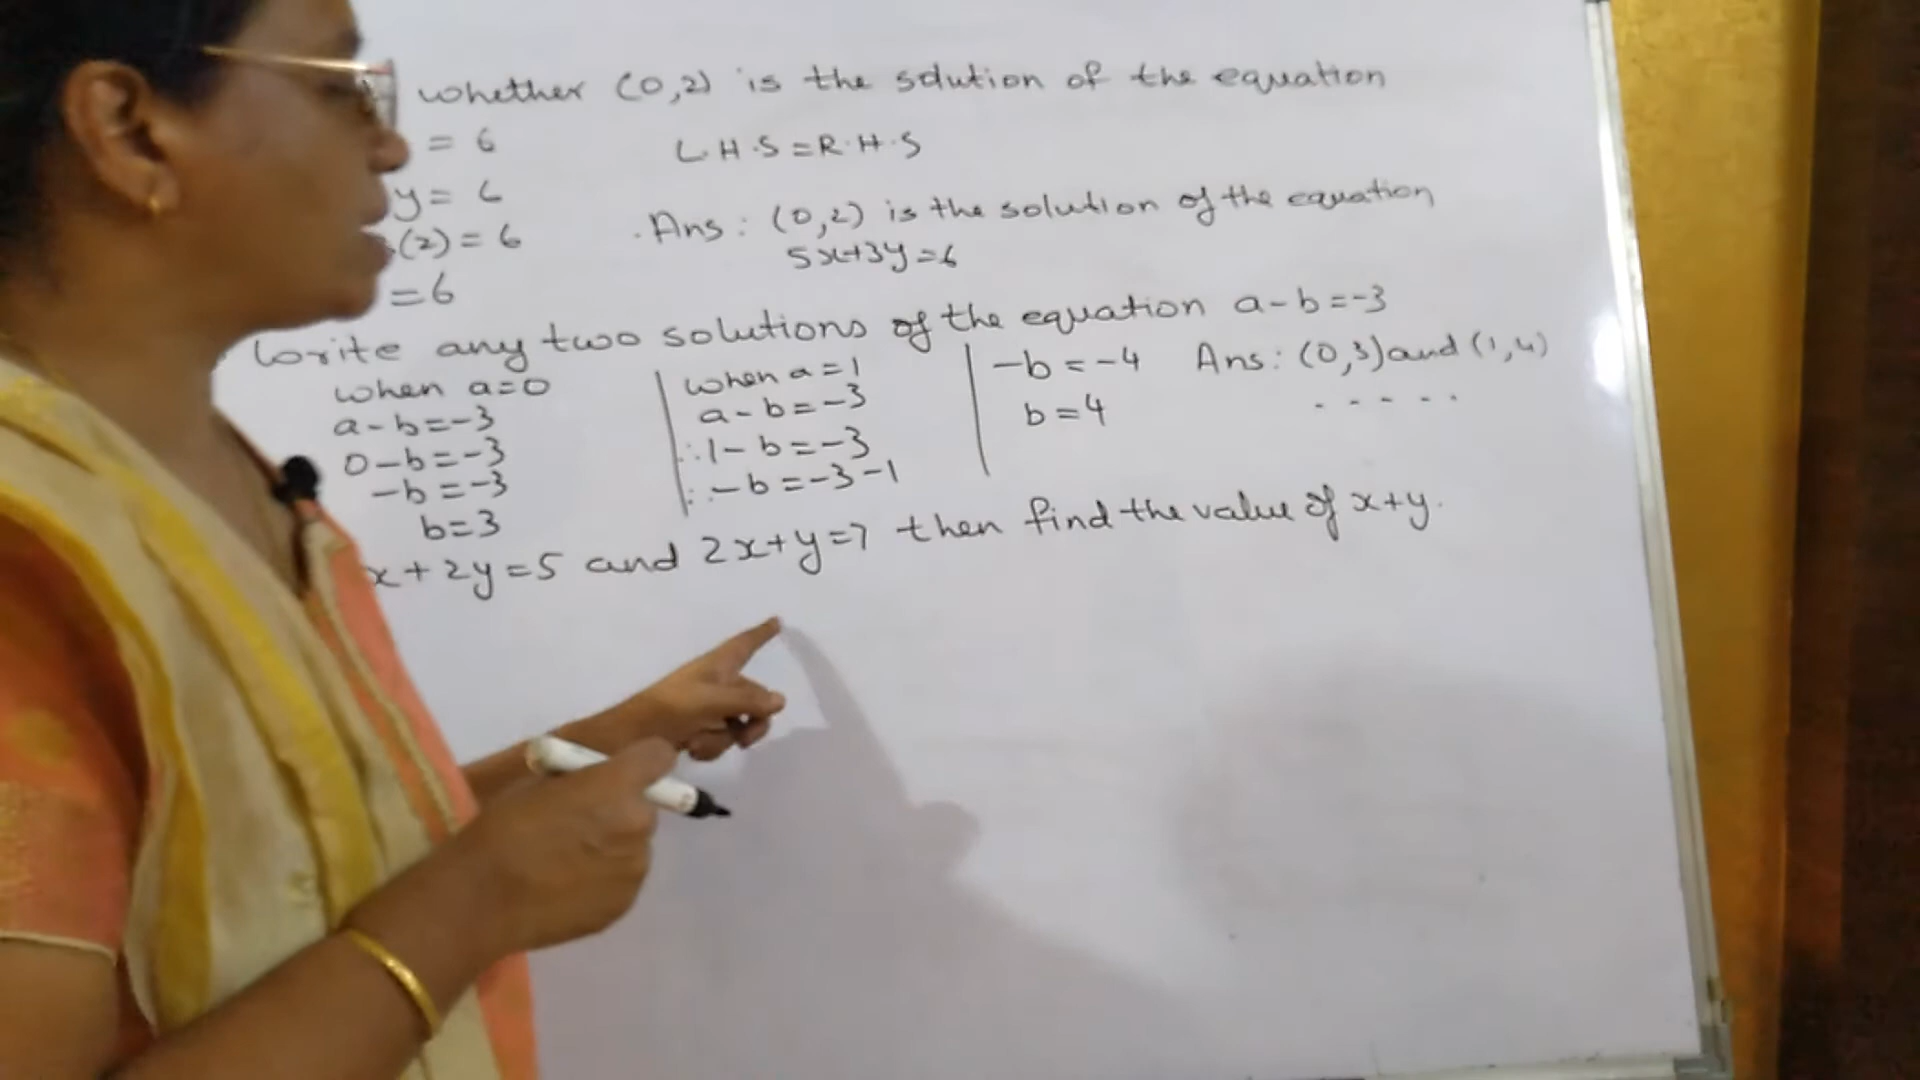 whether (0,2) is the solution of the equation
= 6
L.H.S=R.H.S
y= 6
(2) = 6
Ans: (0,2) is the solution of the equation
5x+3y=6
=6
Write any two solutions of the equation a-b=-3
when a=0
a-b=-3
0-b=-3
-b=-3
b=3
when a=1
a-b=-3
∴1-b=-3
∴-b=-3-1
-b=-4
b=4
Ans: (0,3)and(1,4)
.....
x+2y=5 and 2x+y=7 then find the value of x+y.